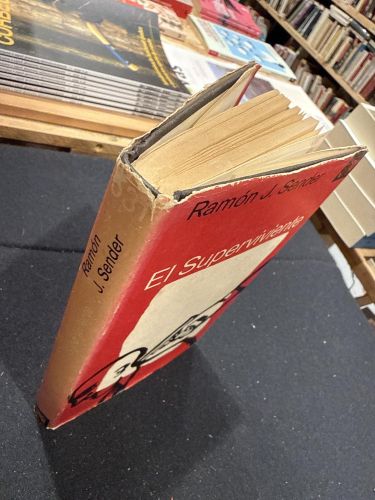 Ramón
J. Sender
Ramón J. Sender
El Superviviente